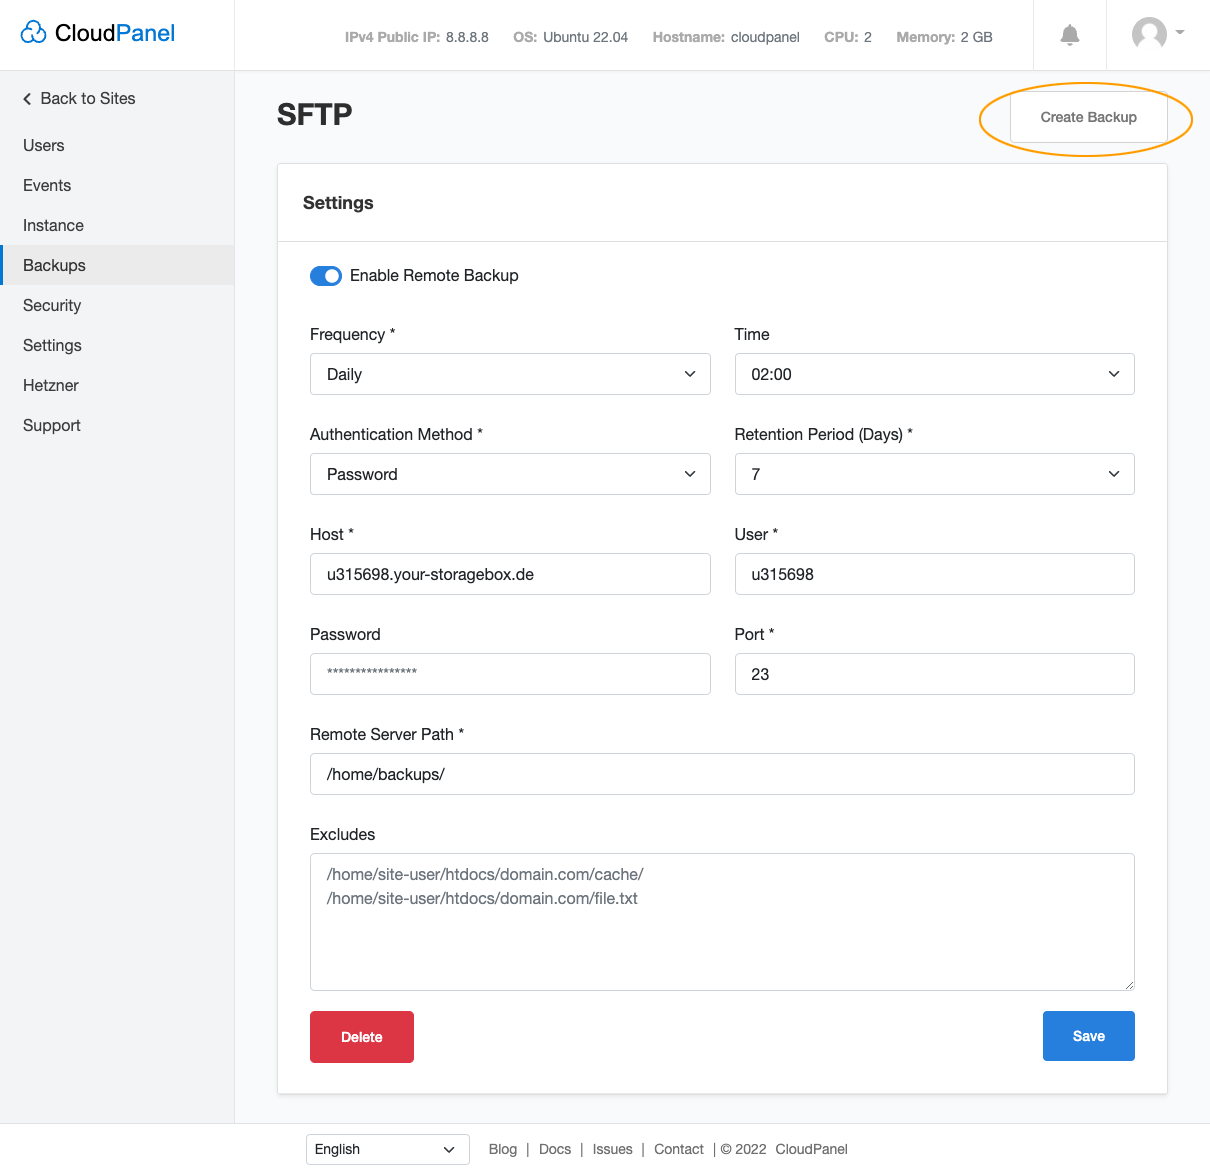 CloudPanel
IPv4 Public IP: 8.8.8.8 OS: Ubuntu 22.04 Hostname: cloudpanel CPU: 2 Memory: 2 GB
Back to Sites
Users
Events
Instance
Backups
Security
Settings
Hetzner
Support
SFTP
Create Backup
Settings
Enable Remote Backup
Frequency *
Daily
Time
02:00
Authentication Method *
Password
Retention Period (Days) *
7
Host *
u315698.your-storagebox.de
User *
u315698
Password
****************
Port *
23
Remote Server Path *
/home/backups/
Excludes
/home/site-user/htdocs/domain.com/cache/
/home/site-user/htdocs/domain.com/file.txt
Delete
Save
English
Blog | Docs | Issues | Contact | © 2022 CloudPanel